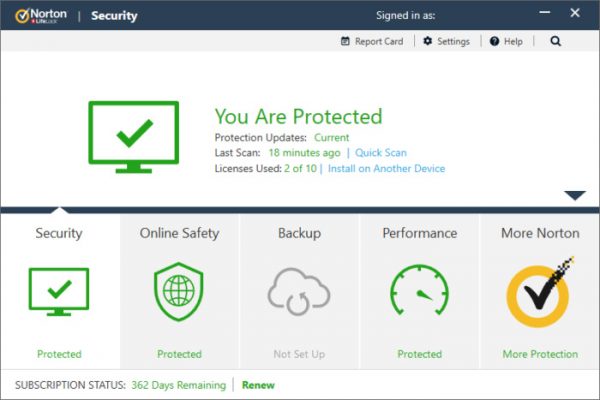 Norton | Security Signed in as:
LifeLock
Report Card | Settings | Help |
You Are Protected
Protection Updates: Current
Last Scan: 18 minutes ago | Quick Scan
Licenses Used: 2 of 10 | Install on Another Device
Security Online Safety Backup Performance More Norton
Protected Protected Not Set Up Protected More Protection
SUBSCRIPTION STATUS: 362 Days Remaining | Renew